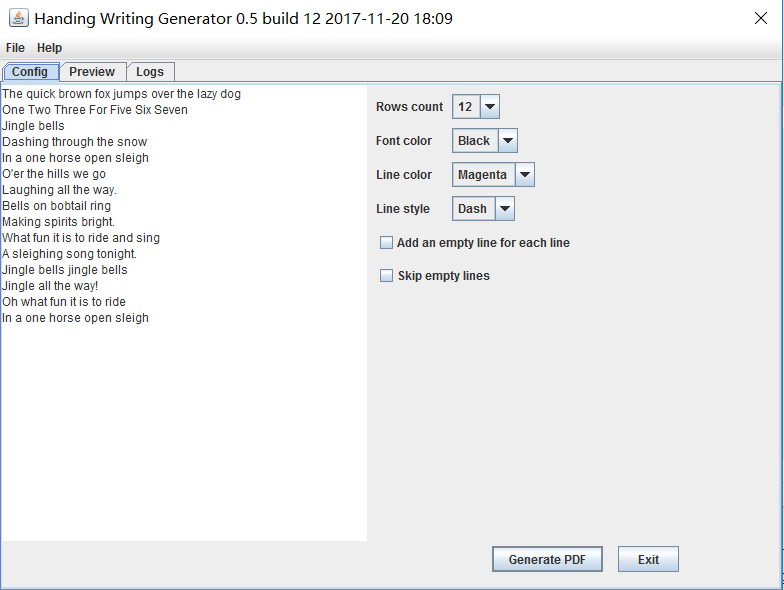 Handing Writing Generator 0.5 build 12 2017-11-20 18:09
File Help
Config Preview Logs
The quick brown fox jumps over the lazy dog
One Two Three For Five Six Seven
Jingle bells
Dashing through the snow
In a one horse open sleigh
O'er the hills we go
Laughing all the way.
Bells on bobtail ring
Making spirits bright.
What fun it is to ride and sing
A sleighing song tonight.
Jingle bells jingle bells
Jingle all the way!
Oh what fun it is to ride
In a one horse open sleigh
Rows count 12
Font color Black
Line color Magenta
Line style Dash
Add an empty line for each line
Skip empty lines
Generate PDF Exit